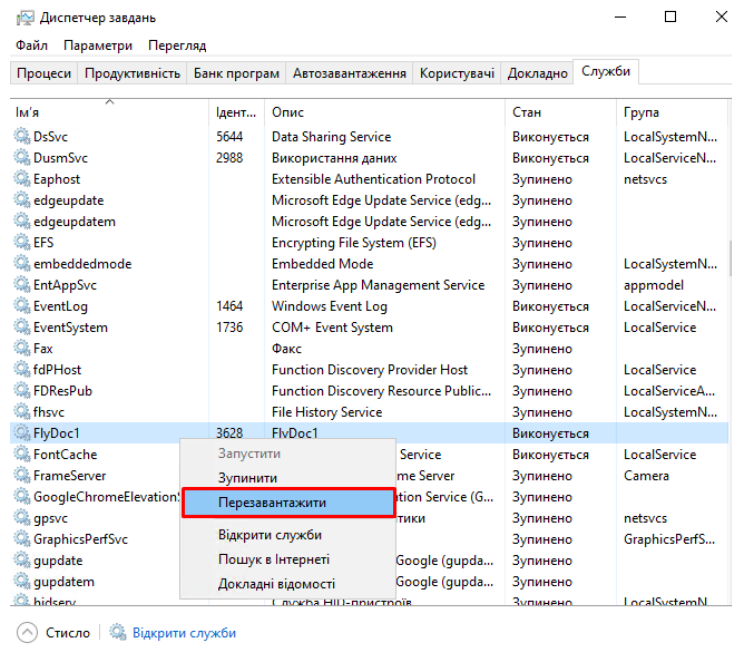 Диспетчер завдань
Файл Параметри Перегляд
Процеси Продуктивність Банк програм Автозавантаження Користувачі Докладно Служби
Ім’я Ідент... Опис Стан Група
DsSvc 5644 Data Sharing Service Виконується LocalSystemN...
DusmSvc 2988 Використання даних Виконується LocalServiceN...
Eaphost Extensible Authentication Protocol Зупинено netsvcs
edgeupdate Microsoft Edge Update Service (edg... Зупинено
edgeupdatem Microsoft Edge Update Service (edg... Зупинено
EFS Encrypting File System (EFS) Зупинено
embeddedmode Embedded Mode Зупинено LocalSystemN...
EntAppSvc Enterprise App Management Service Зупинено appmodel
EventLog 1464 Windows Event Log Виконується LocalServiceN...
EventSystem 1736 COM+ Event System Виконується LocalService
Fax Факс Зупинено
fdPHost Function Discovery Provider Host Зупинено LocalService
FDResPub Function Discovery Resource Public... Зупинено LocalServiceA...
fhsvc File History Service Зупинено LocalSystemN...
FlyDoc1 3628 FlyDoc1 Виконується
FontCache Запустити Service Виконується LocalService
FrameServer Зупинити me Server Зупинено Camera
GoogleChromeElevationS Перезавантажити tion Service (G... Зупинено
gpsvc тики Зупинено netsvcs
GraphicsPerfSvc Відкрити служби Зупинено GraphicsPerfS...
gupdate Пошук в Інтернеті Google (gupda... Зупинено
gupdatem Докладні відомості Google (gupda... Зупинено
hidserv Служба HID-пристроїв Зупинено LocalSystemN...
Стисло Відкрити служби